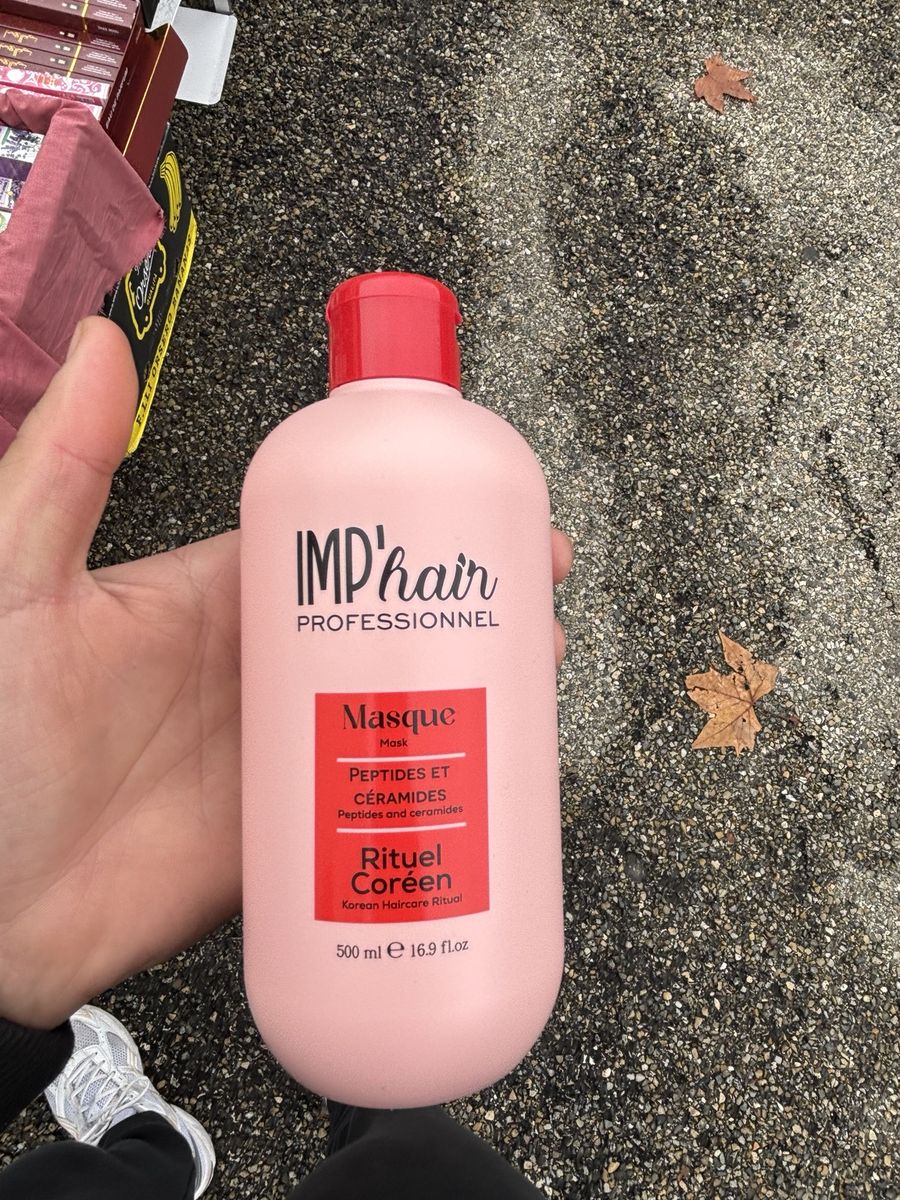 IMP'hair
PROFESSIONNEL
Masque
Mask
PEPTIDES ET
CÉRAMIDES
Peptides and ceramides
Rituel
Coréen
Korean Haircare Ritual
500 ml ℮ 16.9 fl.oz